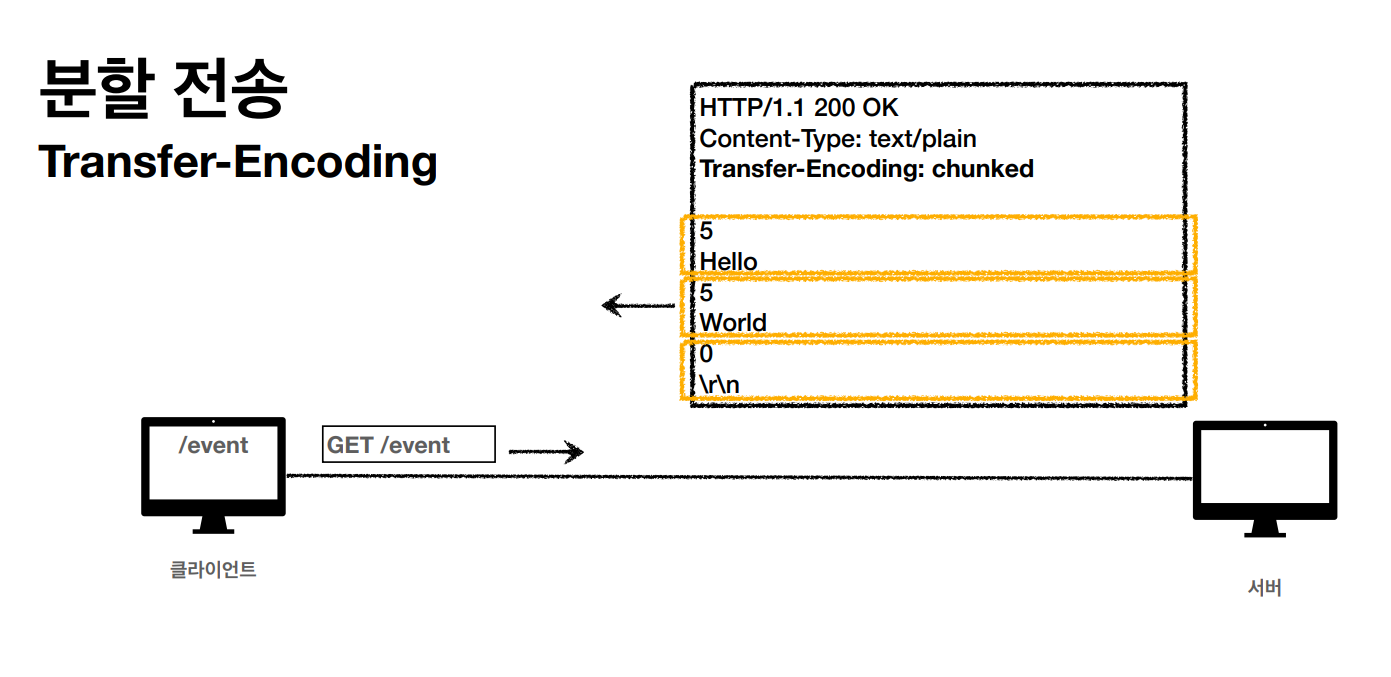 분할 전송
Transfer-Encoding
HTTP/1.1 200 OK
Content-Type: text/plain
Transfer-Encoding: chunked
5
Hello
5
World
0
\r\n
/event
GET /event
클라이언트
서버